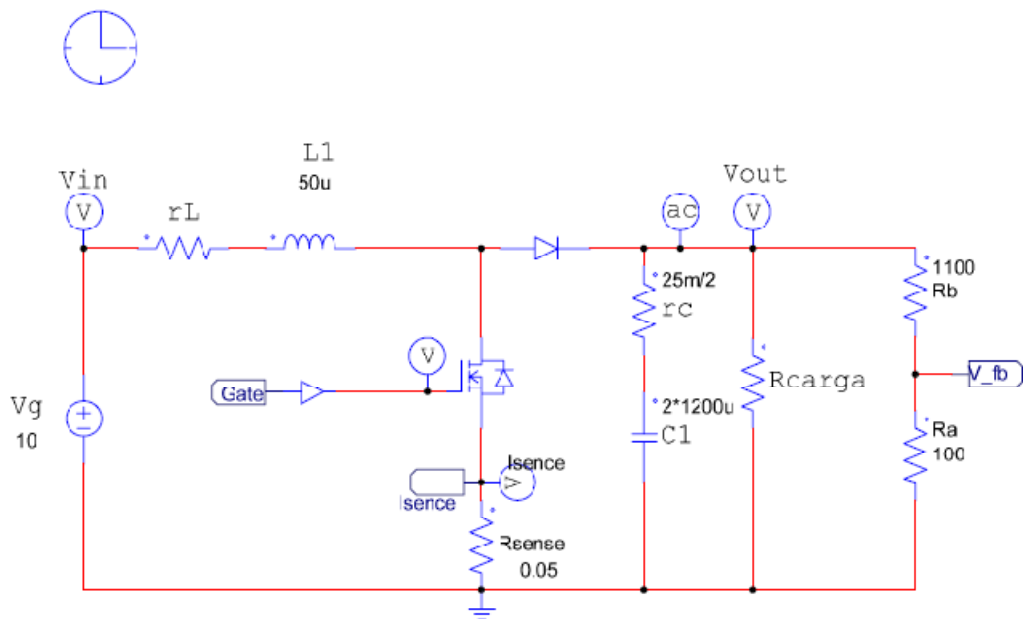 L1
50u
Vin
V
rL
ac
Vout
V
25m/2
rc
1100
Rb
V
Gate
Rcarga
V_fb
Vg
10
2*1200u
C1
Ra
100
Isence
V
Isence
Rsense
0.05